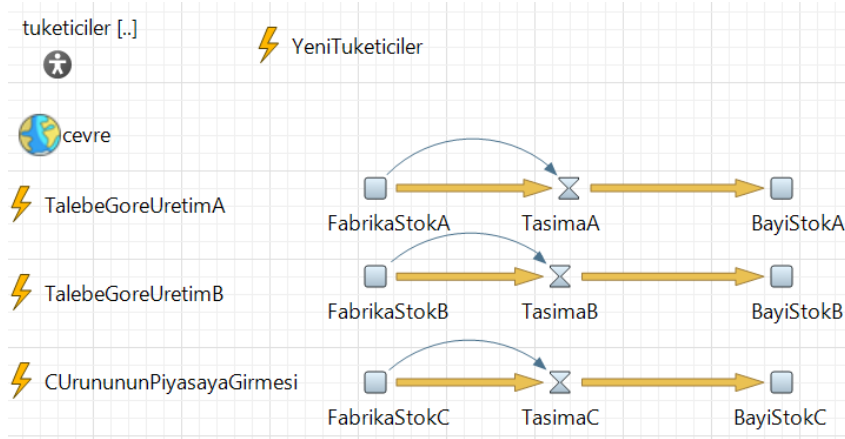 tuketiciler [..]
YeniTuketiciler
cevre
TalebeGoreUretimA
FabrikaStokA
TasimaA
BayiStokA
TalebeGoreUretimB
FabrikaStokB
TasimaB
BayiStokB
CUrununun​PiyasayaGirmesi
FabrikaStokC
TasimaC
BayiStokC